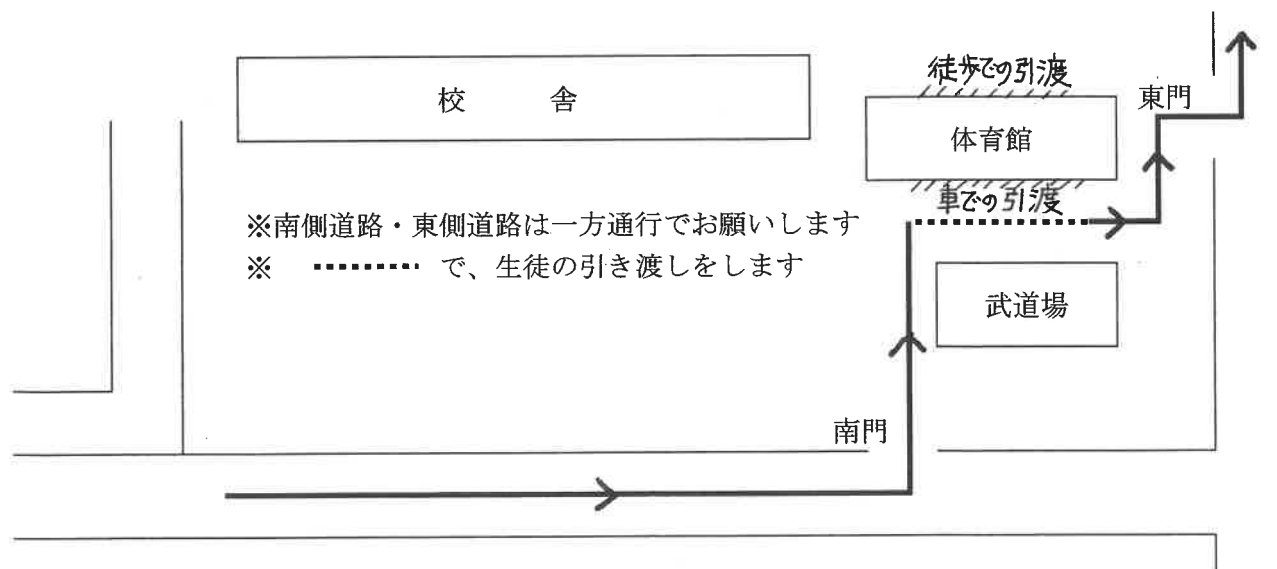 徒歩での引渡
東門
校　舎
体育館
車での引渡
※南側道路・東側道路は一方通行でお願いします
※　で、生徒の引き渡しをします
武道場
南門